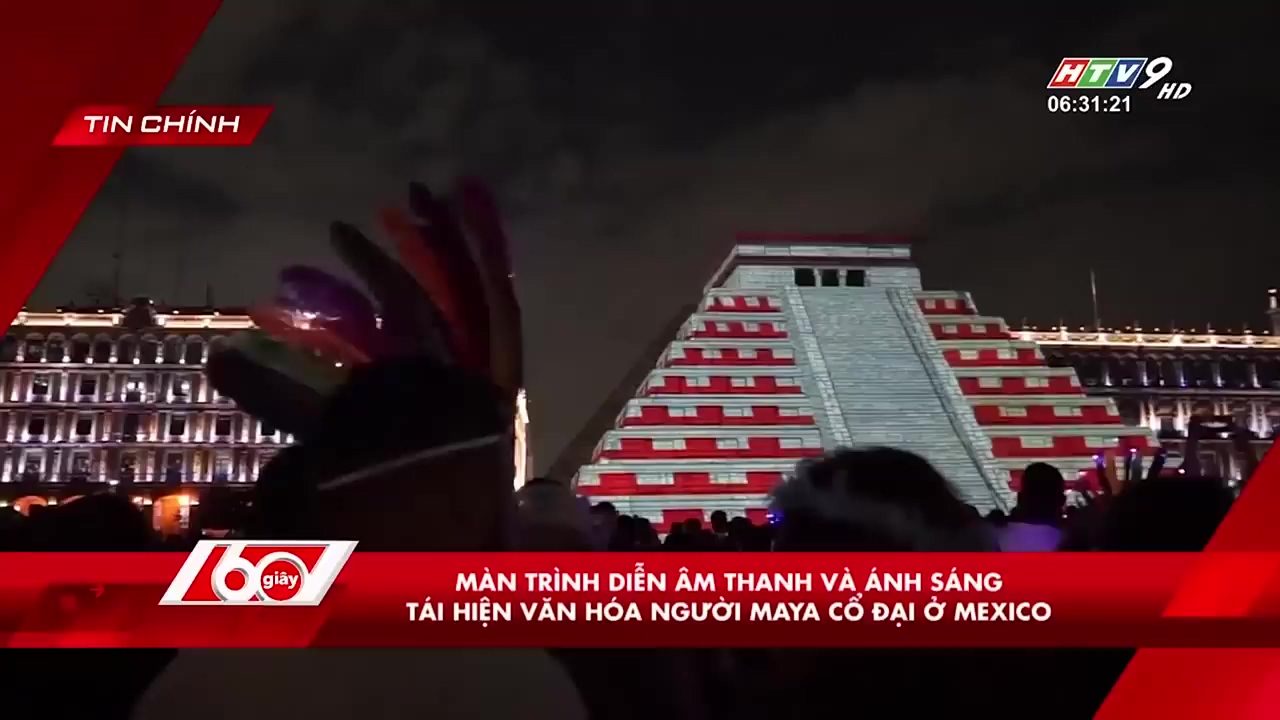 TIN CHÍNH
HTV9 HD
06:31:21
60 giây
MÀN TRÌNH DIỄN ÂM THANH VÀ ÁNH SÁNG
TÁI HIỆN VĂN HÓA NGƯỜI MAYA CỔ ĐẠI Ở MEXICO